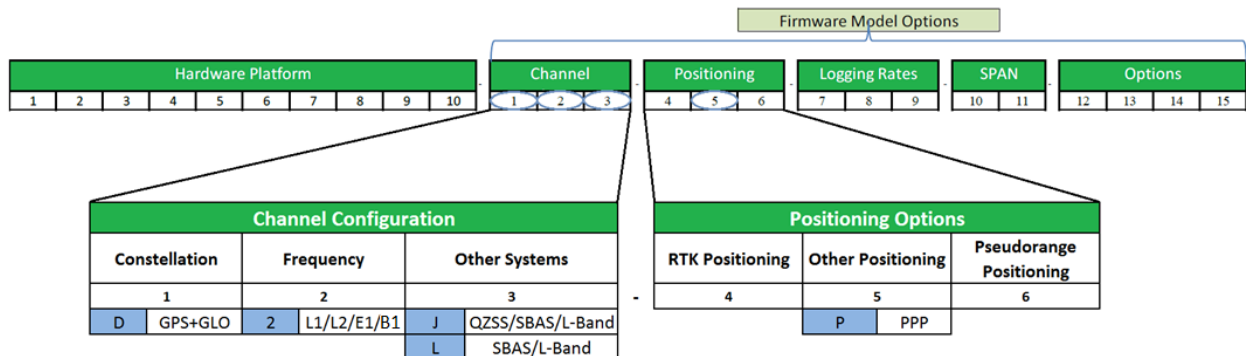 Firmware Model Options
Hardware Platform - Channel - Positioning - Logging Rates - SPAN - Options
1 2 3 4 5 6 7 8 9 10 1 2 3 4 5 6 7 8 9 10 11 12 13 14 15
Channel Configuration
Constellation Frequency Other Systems
1 2 3
D GPS+GLO 2 L1/L2/E1/B1 J QZSS/SBAS/L-Band
L SBAS/L-Band
-
Positioning Options
RTK Positioning Other Positioning Pseudorange
Positioning
4 5 6
P PPP